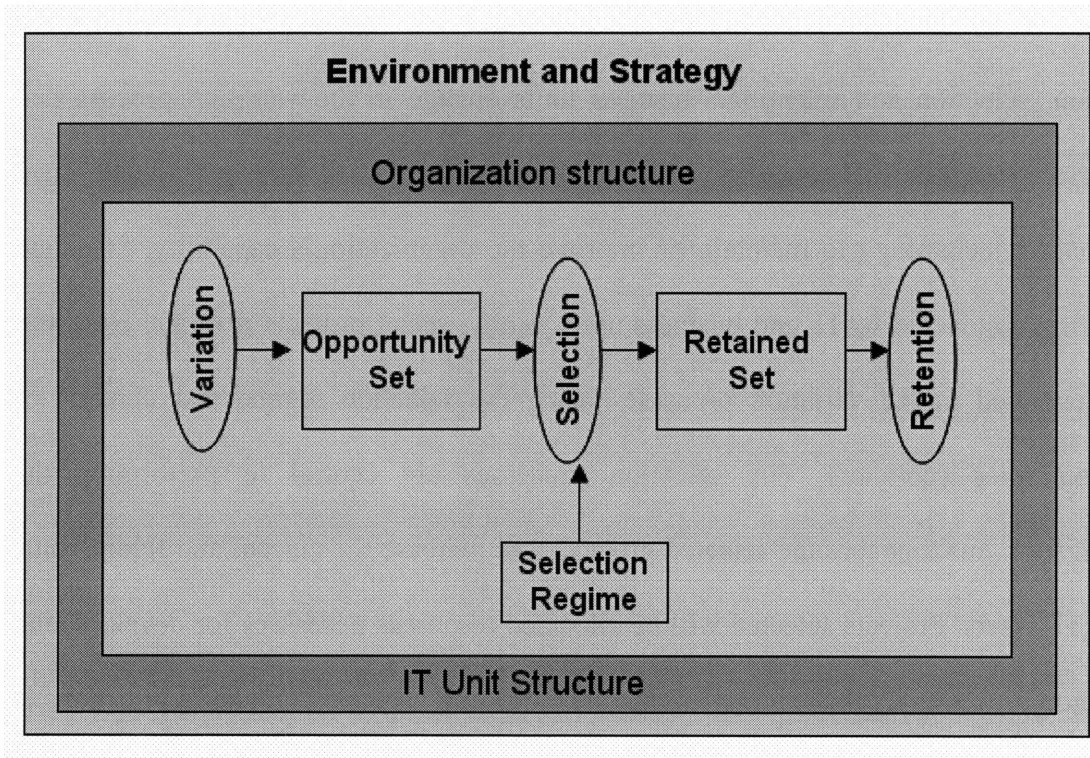 Environment and Strategy
Organization structure
Variation
Opportunity
Set
Selection
Retained
Set
Retention
Selection
Regime
IT Unit Structure